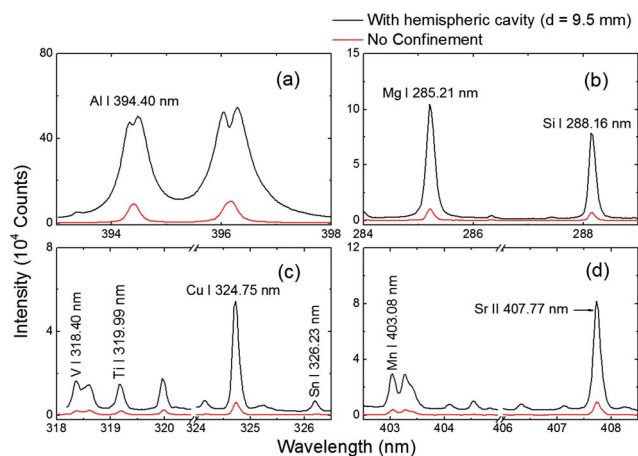 With hemispheric cavity (d = 9.5 mm)
No Confinement
Intensity (10⁴ Counts)
80
40
0
(a)
Al I 394.40 nm
394
396
398
15
10
5
0
(b)
Mg I 285.21 nm
Si I 288.16 nm
284
286
288
8
4
0
(c)
V I 318.40 nm
Ti I 319.99 nm
Cu I 324.75 nm
Sn I 326.23 nm
318
319
320
324
325
326
12
8
4
0
(d)
Mn I 403.08 nm
Sr II 407.77 nm
403
404
406
407
408
Wavelength (nm)